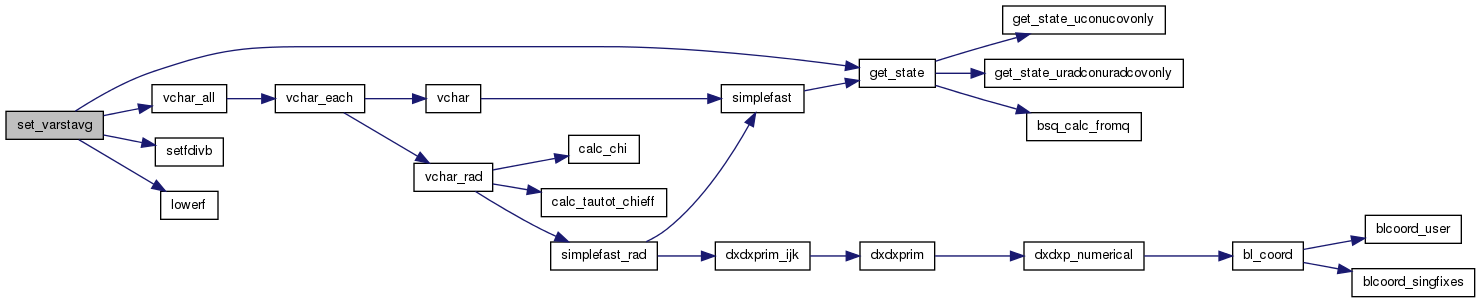 get_state_uconucovonly
get_state
get_state_uradconuradcovonly
vchar_all
vchar_each
vchar
simplefast
set_varstavg
bsq_calc_fromq
setfdivb
calc_chi
vchar_rad
lowerf
calc_tautot_chieff
blcoord_user
simplefast_rad
dxdxprim_ijk
dxdxprim
dxdxp_numerical
bl_coord
blcoord_singfixes